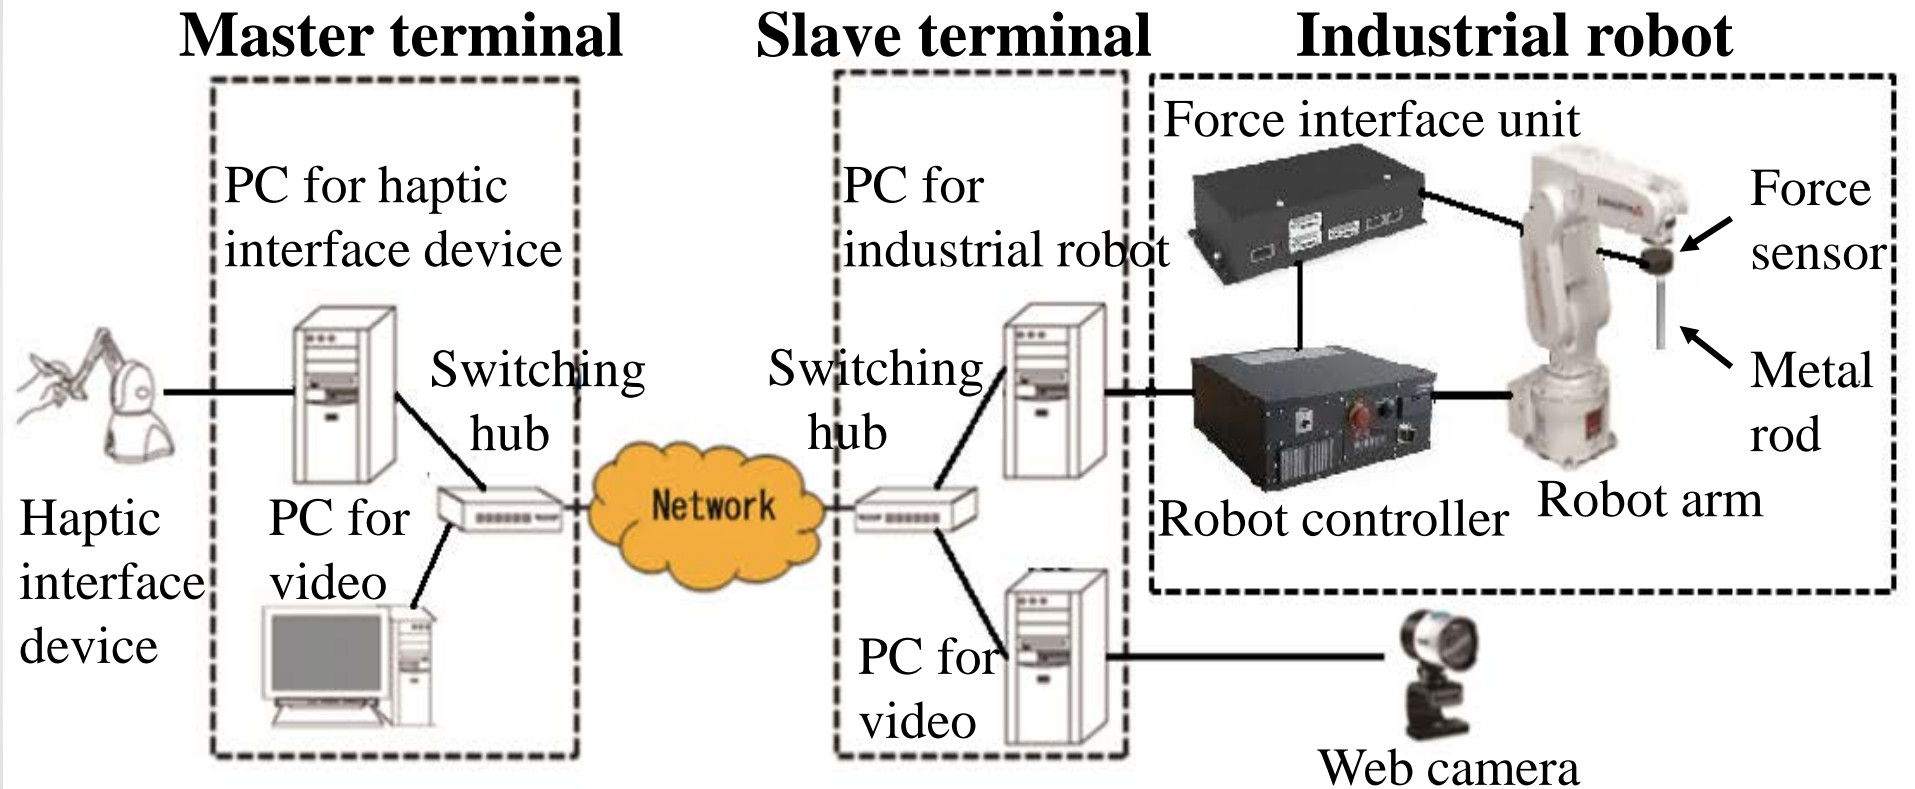 Master terminal
Slave terminal
Industrial robot
PC for haptic
interface device
Switching
hub
Haptic
interface
device
PC for
video
Network
PC for
industrial robot
Switching
hub
PC for
video
Force interface unit
Force
sensor
Metal
rod
Robot controller
Robot arm
Web camera